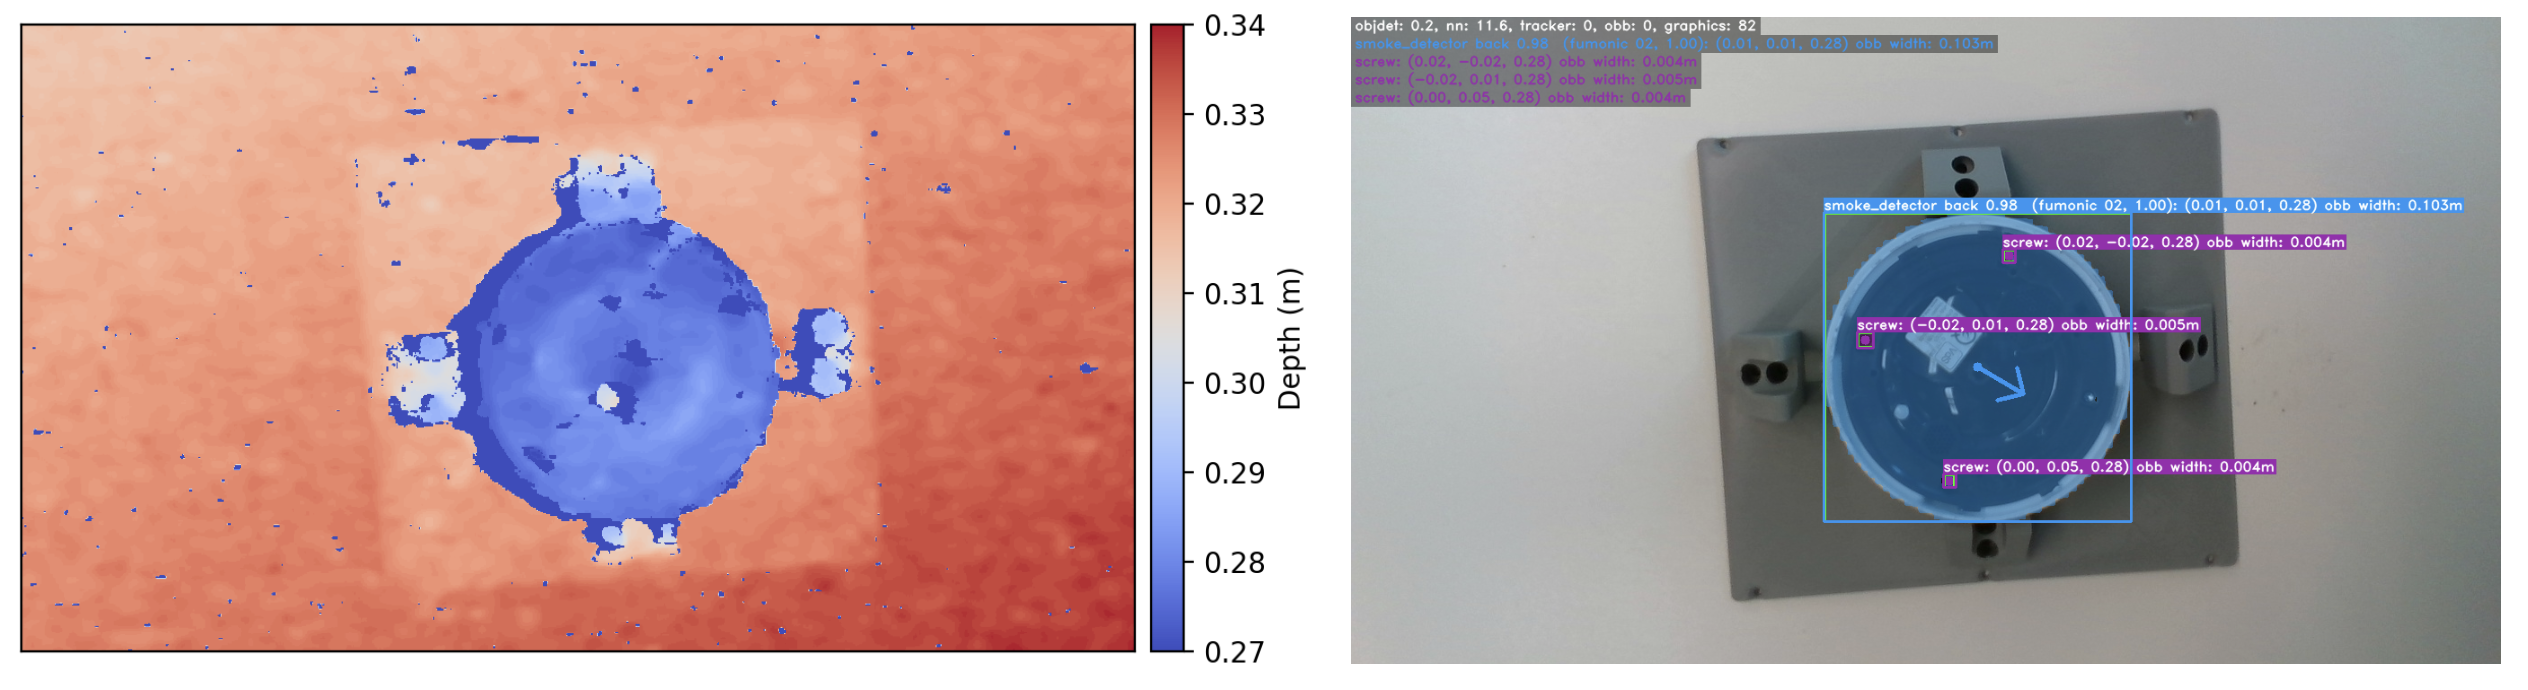 0.34
0.33
0.32
0.31
0.30
0.29
0.28
0.27
Depth (m)
objdet: 0.2, nn: 11.6, tracker: 0, obb: 0, graphics: 82
smoke_detector back 0.98 (fumonic 02, 1.00): (0.01, 0.01, 0.28) obb width: 0.103m
screw: (0.02, -0.02, 0.28) obb width: 0.004m
screw: (-0.02, 0.01, 0.28) obb width: 0.005m
screw: (0.00, 0.05, 0.28) obb width: 0.004m
smoke_detector back 0.98 (fumonic 02, 1.00): (0.01, 0.01, 0.28) obb width: 0.103m
screw: (0.02, -0.02, 0.28) obb width: 0.004m
screw: (-0.02, 0.01, 0.28) obb width: 0.005m
screw: (0.00, 0.05, 0.28) obb width: 0.004m